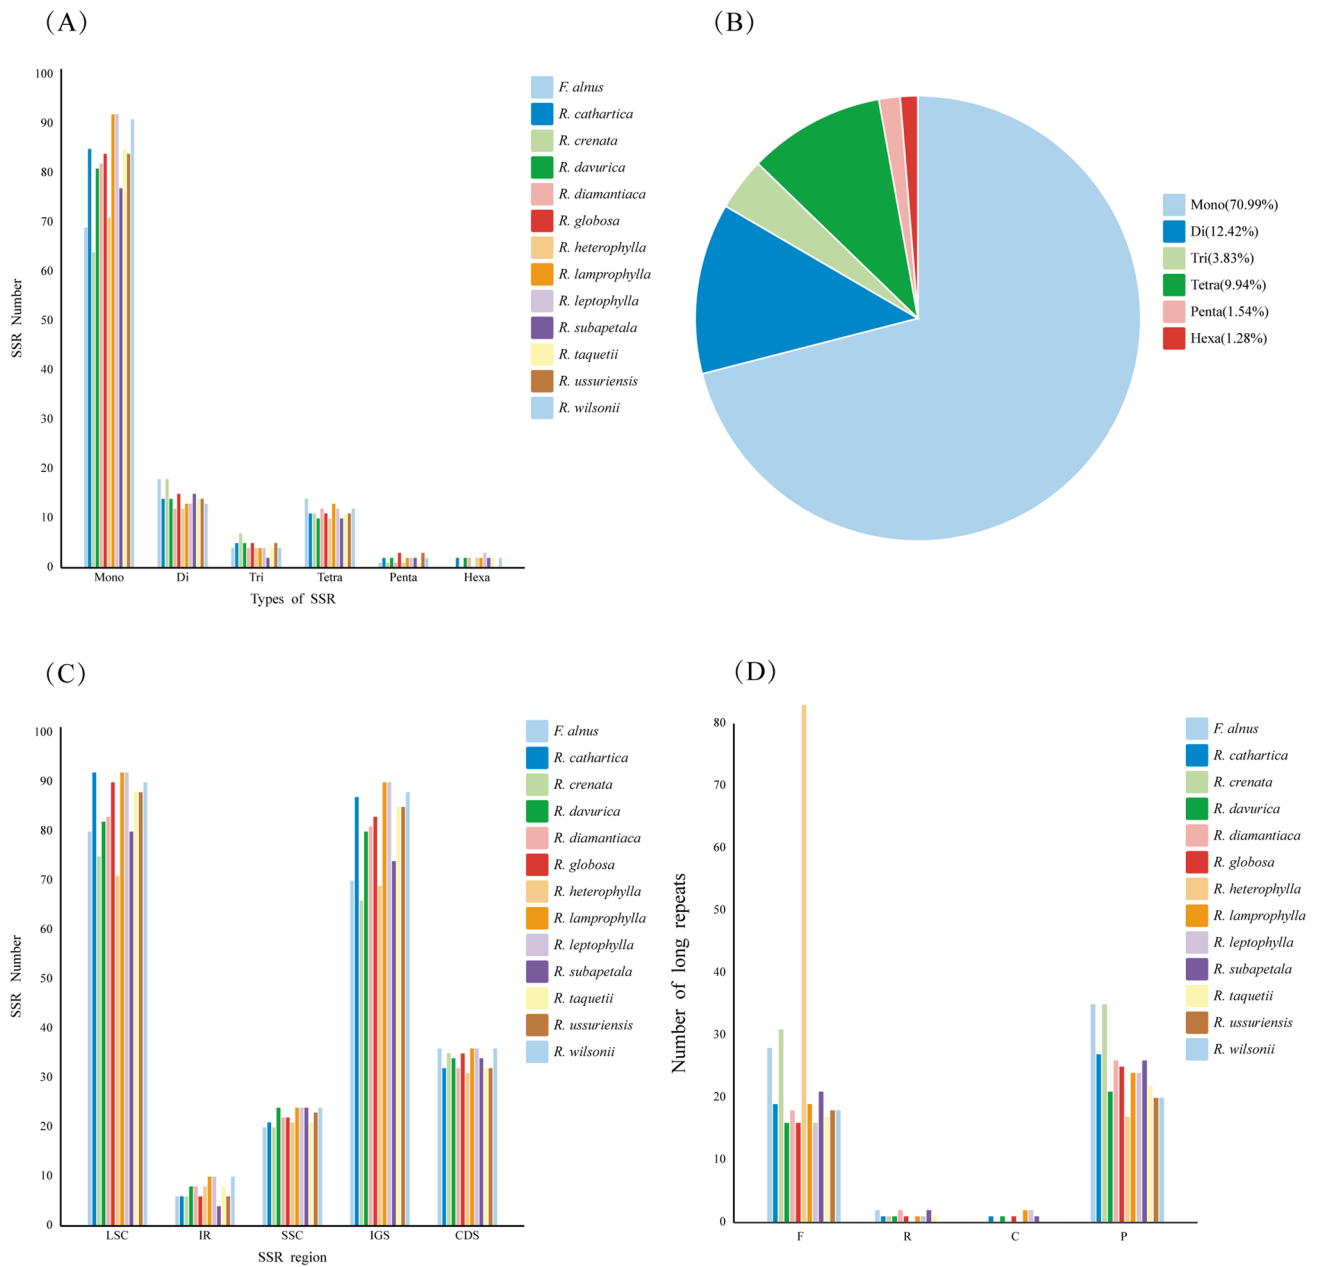 (A)
100
90
80
70
60
50
40
30
20
10
0
SSR Number
Mono Di Tri Tetra Penta Hexa
Types of SSR
F. alnus
R. cathartica
R. crenata
R. davurica
R. diamantiaca
R. globosa
R. heterophylla
R. lamprophylla
R. leptophylla
R. subapetala
R. taquetii
R. ussuriensis
R. wilsonii
(B)
Mono(70.99%)
Di(12.42%)
Tri(3.83%)
Tetra(9.94%)
Penta(1.54%)
Hexa(1.28%)
(C)
100
90
80
70
60
50
40
30
20
10
0
SSR Number
LSC IR SSC IGS CDS
SSR region
F. alnus
R. cathartica
R. crenata
R. davurica
R. diamantiaca
R. globosa
R. heterophylla
R. lamprophylla
R. leptophylla
R. subapetala
R. taquetii
R. ussuriensis
R. wilsonii
(D)
80
70
60
50
40
30
20
10
0
Number of long repeats
F R C P
F. alnus
R. cathartica
R. crenata
R. davurica
R. diamantiaca
R. globosa
R. heterophylla
R. lamprophylla
R. leptophylla
R. subapetala
R. taquetii
R. ussuriensis
R. wilsonii